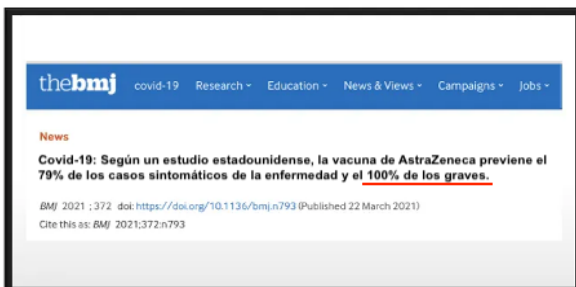 thebmj covid-19 Research Education News & Views Campaigns Jobs
News
Covid-19: Según un estudio estadounidense, la vacuna de AstraZeneca previene el
79% de los casos sintomáticos de la enfermedad y el 100% de los graves.
BMJ 2021 ; 372 doi: https://doi.org/10.1136/bmj.n793 (Published 22 March 2021)
Cite this as: BMJ 2021;372:n793